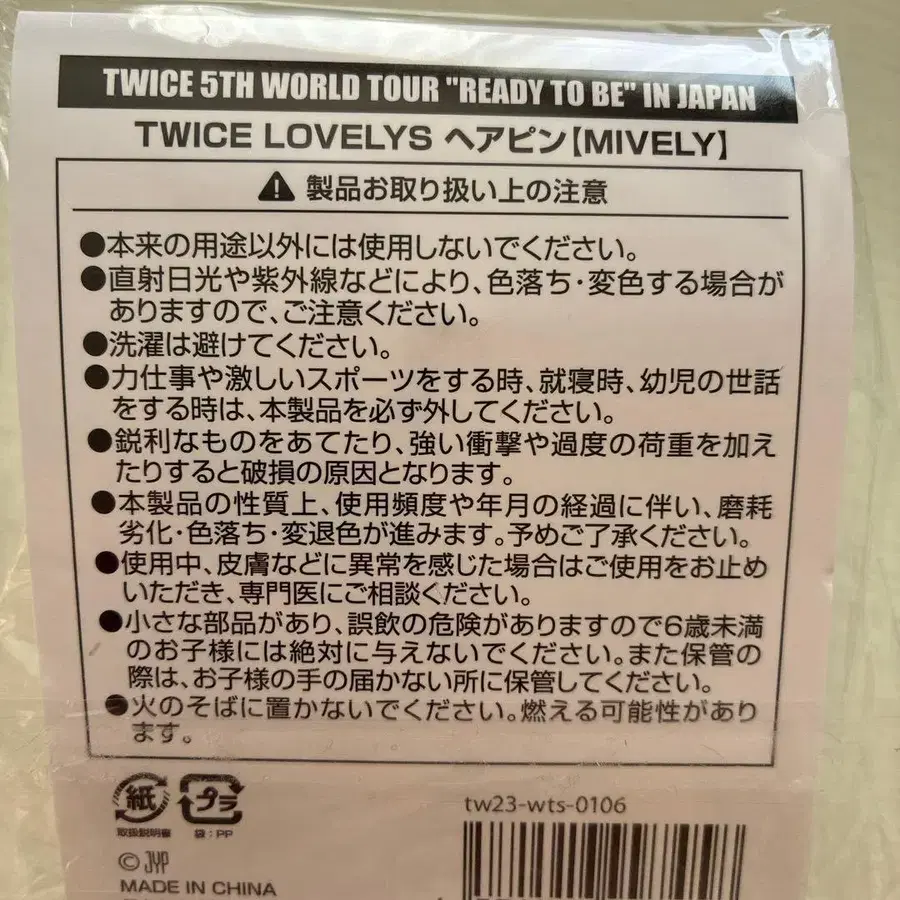 TWICE 5TH WORLD TOUR "READY TO BE" IN JAPAN
TWICE LOVELYS ヘアピン【MIVELY】
製品お取り扱い上の注意
●本来の用途以外には使用しないでください。
●直射日光や紫外線などにより、色落ち・変色する場合が
ありますので、ご注意ください。
●洗濯は避けてください。
●力仕事や激しいスポーツをする時、就寝時、幼児の世話
をする時は、本製品を必ず外してください。
●鋭利なものをあてたり、強い衝撃や過度の荷重を加え
たりすると破損の原因となります。
●本製品の性質上、使用頻度や年月の経過に伴い、磨耗
劣化・色落ち・変退色が進みます。予めご了承ください。
●使用中、皮膚などに異常を感じた場合はご使用をお止め
いただき、専門医にご相談ください。
●小さな部品があり、誤飲の危険がありますので6歳未満
のお子様には絶対に与えないでください。また保管の
際は、お子様の手の届かない所に保管してください。
●火のそばに置かないでください。燃える可能性があり
ます。
紙 プラ
取扱説明書 袋：PP
tw23-wts-0106
© JYP
MADE IN CHINA